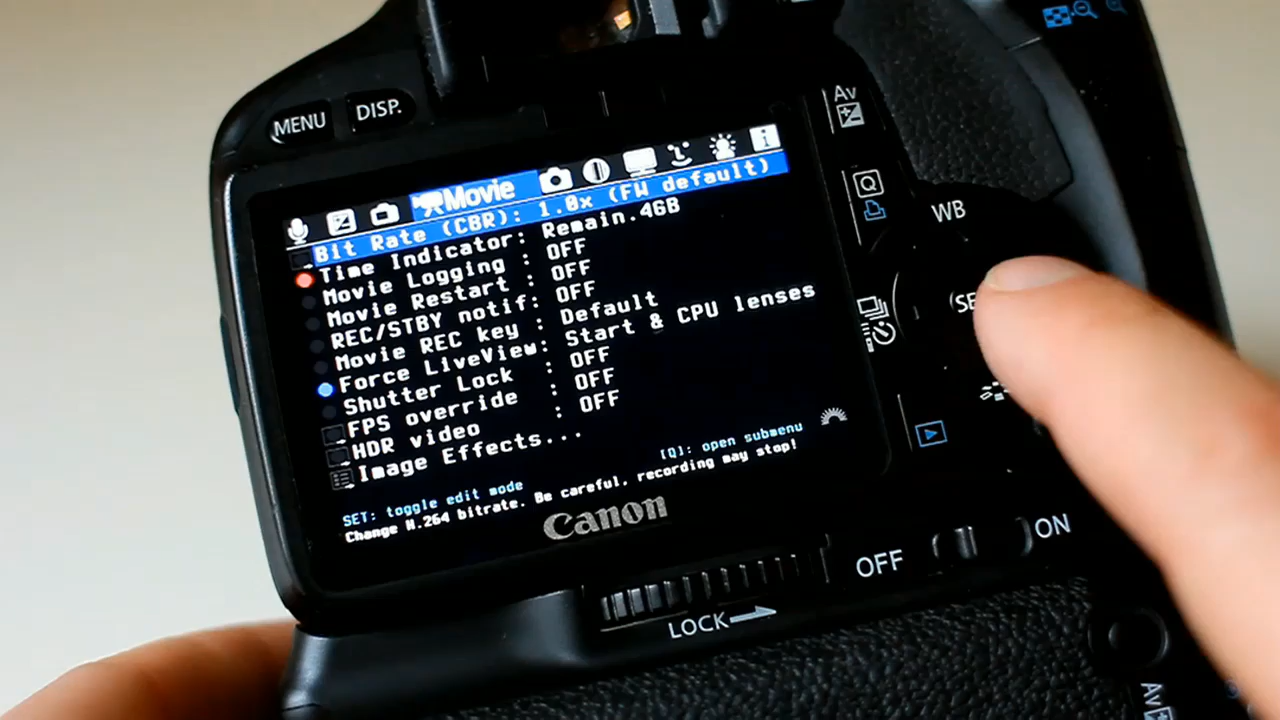 MENU
DISP.
Movie
Bit Rate (CBR): 1.0x (FW default)
Time Indicator: Remain.4GB
Movie Logging : OFF
Movie Restart : OFF
REC/STBY notif: OFF
Movie REC key : Default
Force LiveView: Start & CPU lenses
Shutter Lock : OFF
FPS override : OFF
HDR video : OFF
Image Effects...
[Q]: open submenu
SET: toggle edit mode
Change H.264 bitrate. Be careful, recording may stop!
Canon
Av
Q
WB
OFF
ON
LOCK
Av